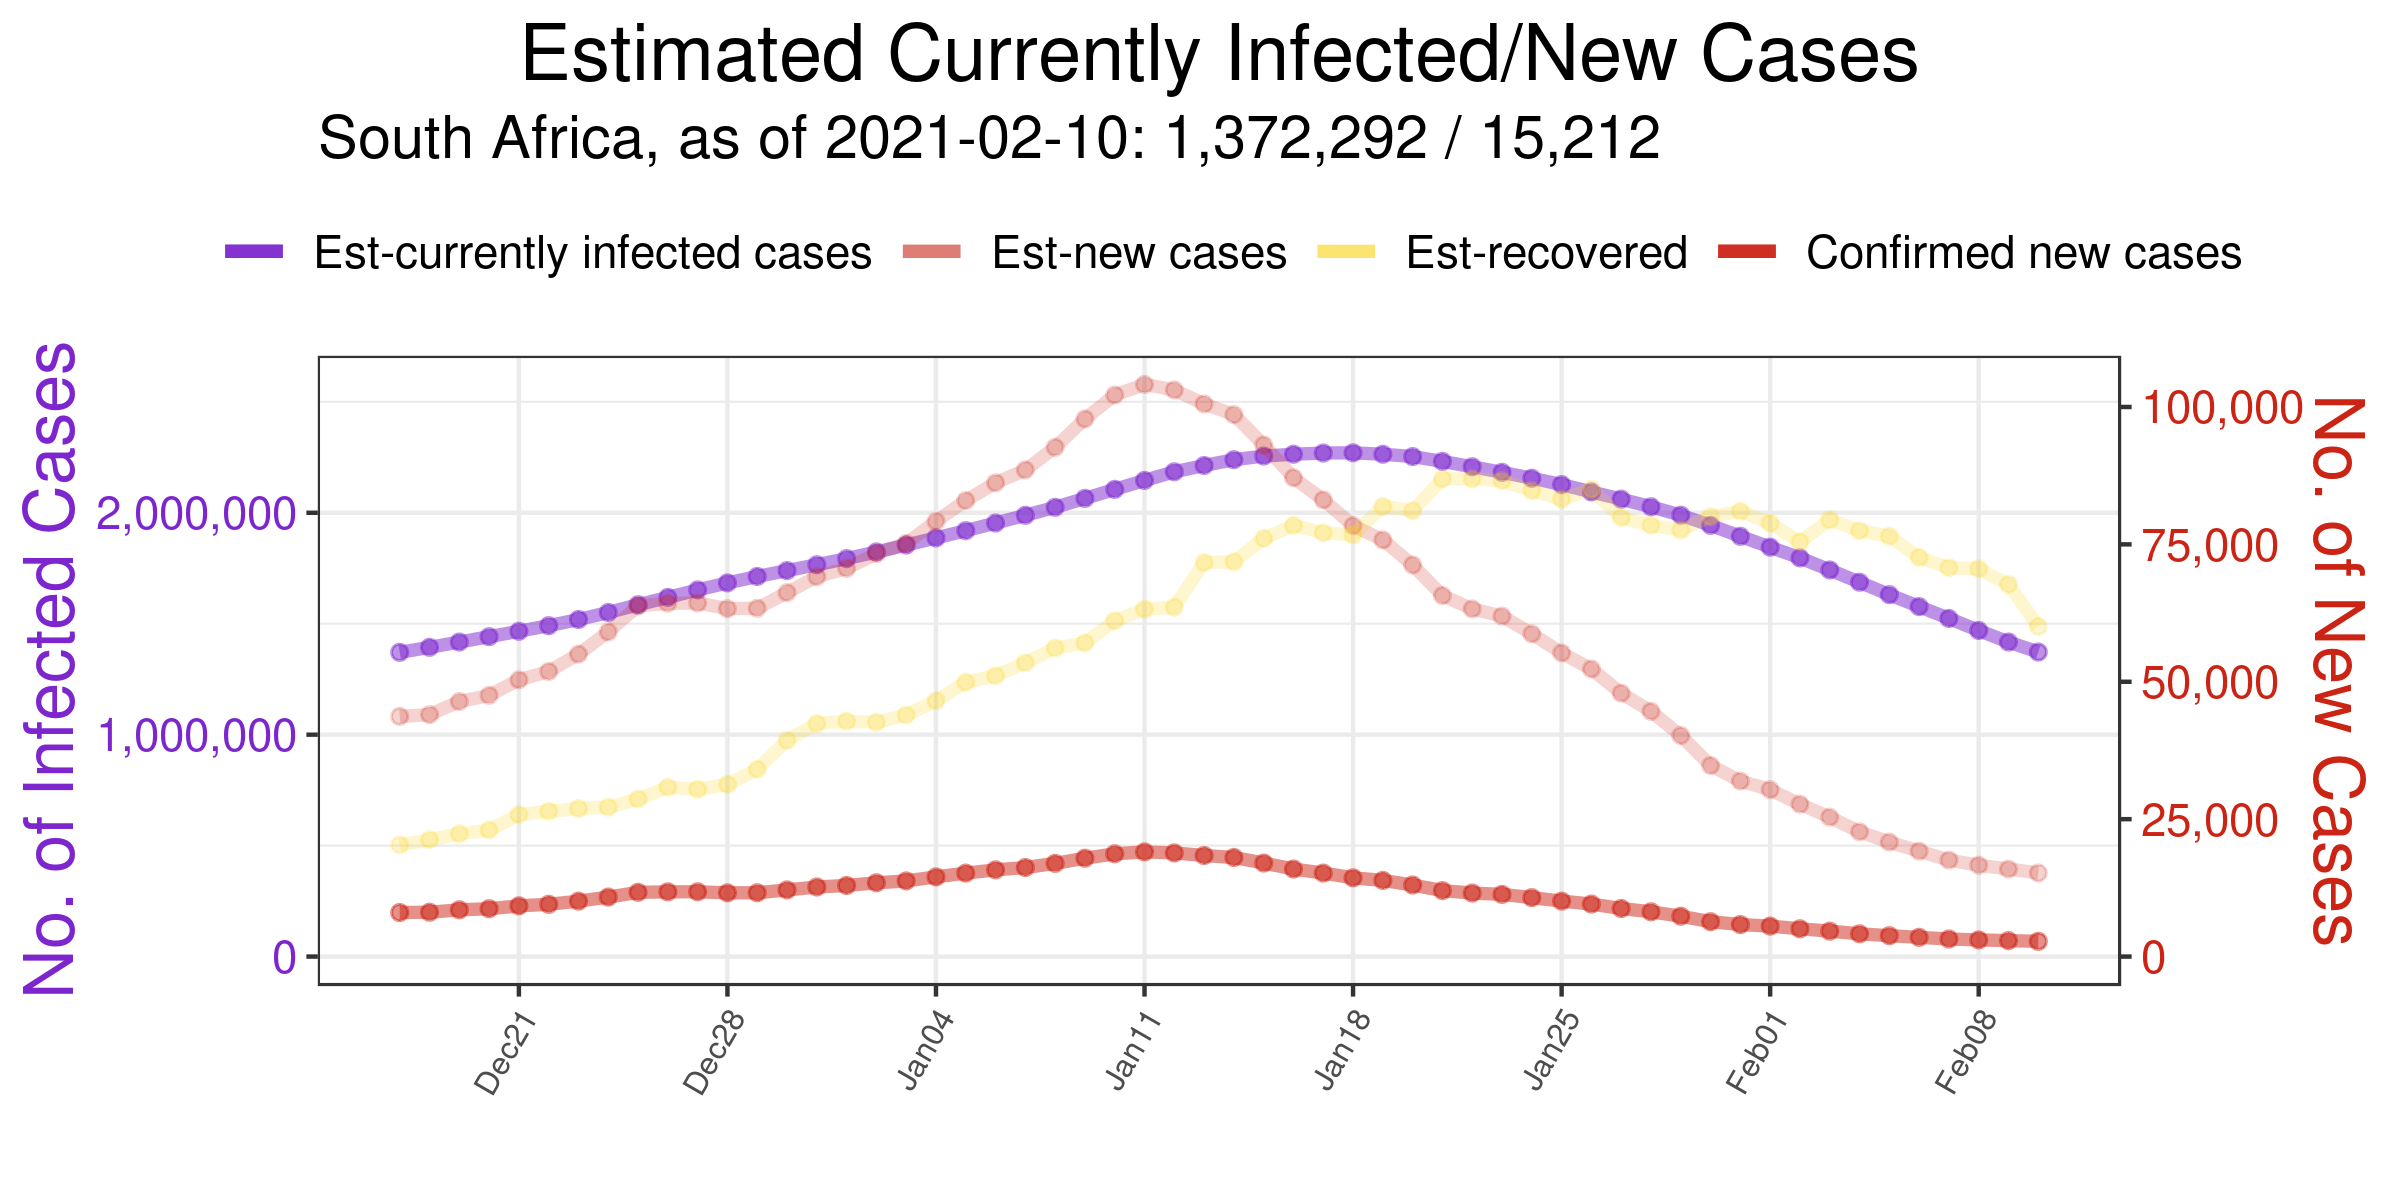 Estimated Currently Infected/New Cases
South Africa, as of 2021-02-10: 1,372,292 / 15,212
Est-currently infected cases Est-new cases Est-recovered Confirmed new cases
No. of Infected Cases
2,000,000
1,000,000
0
100,000
75,000
50,000
25,000
0
No. of New Cases
Dec21 Dec28 Jan04 Jan11 Jan18 Jan25 Feb01 Feb08